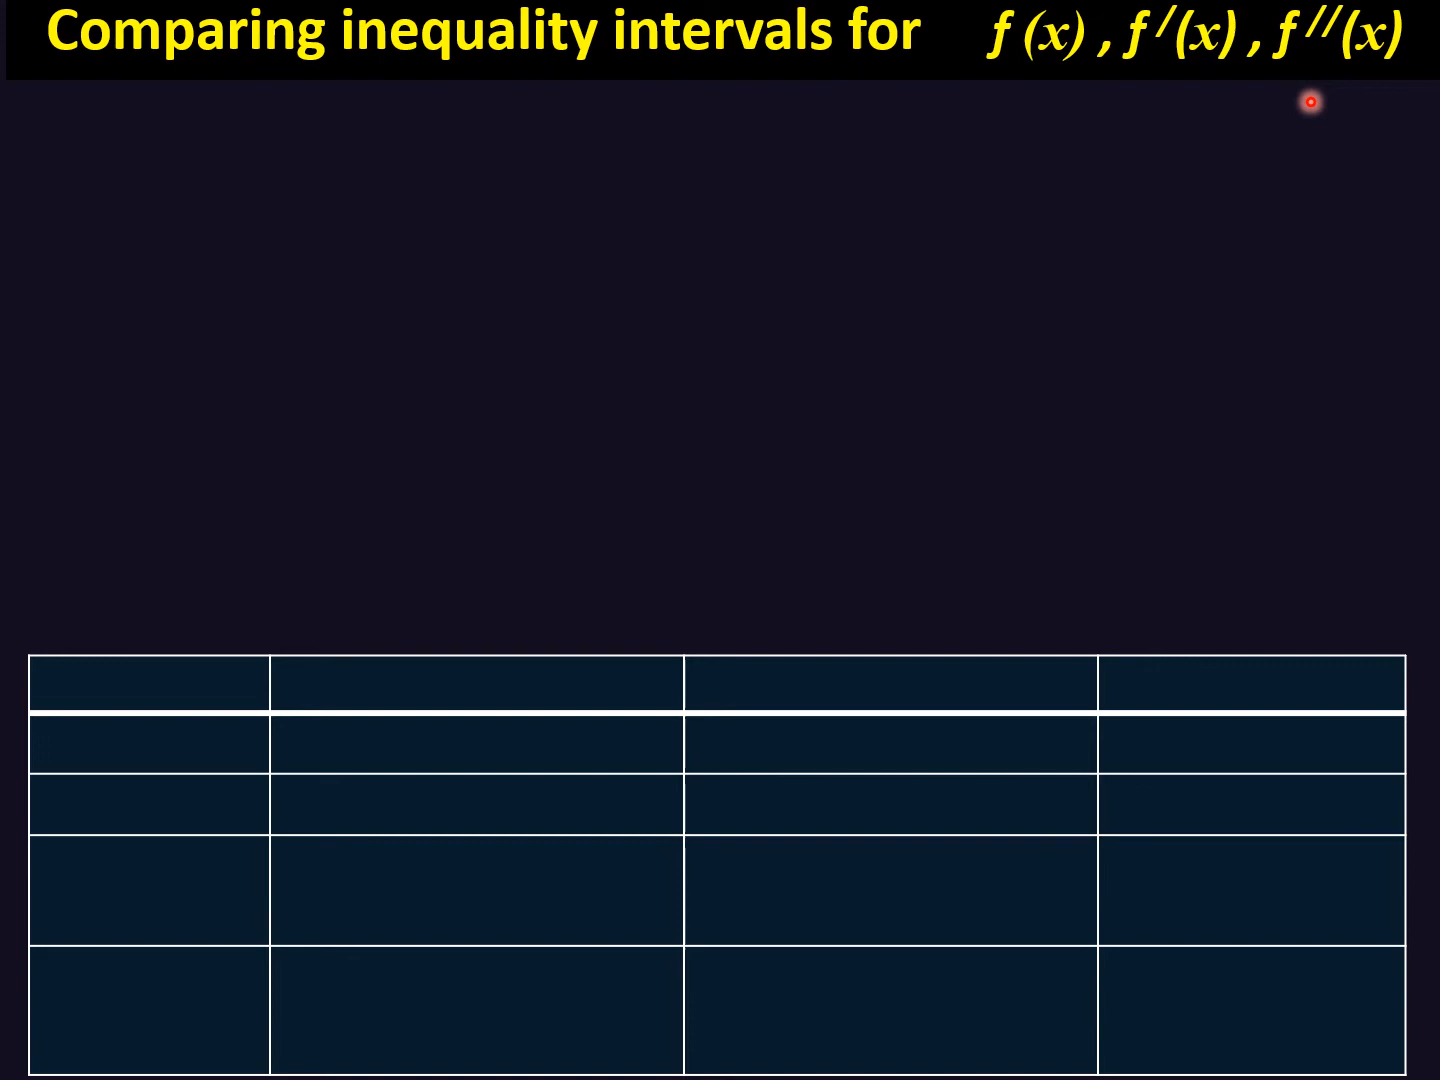 Comparing inequality intervals for f (x) , f /(x) , f //(x)